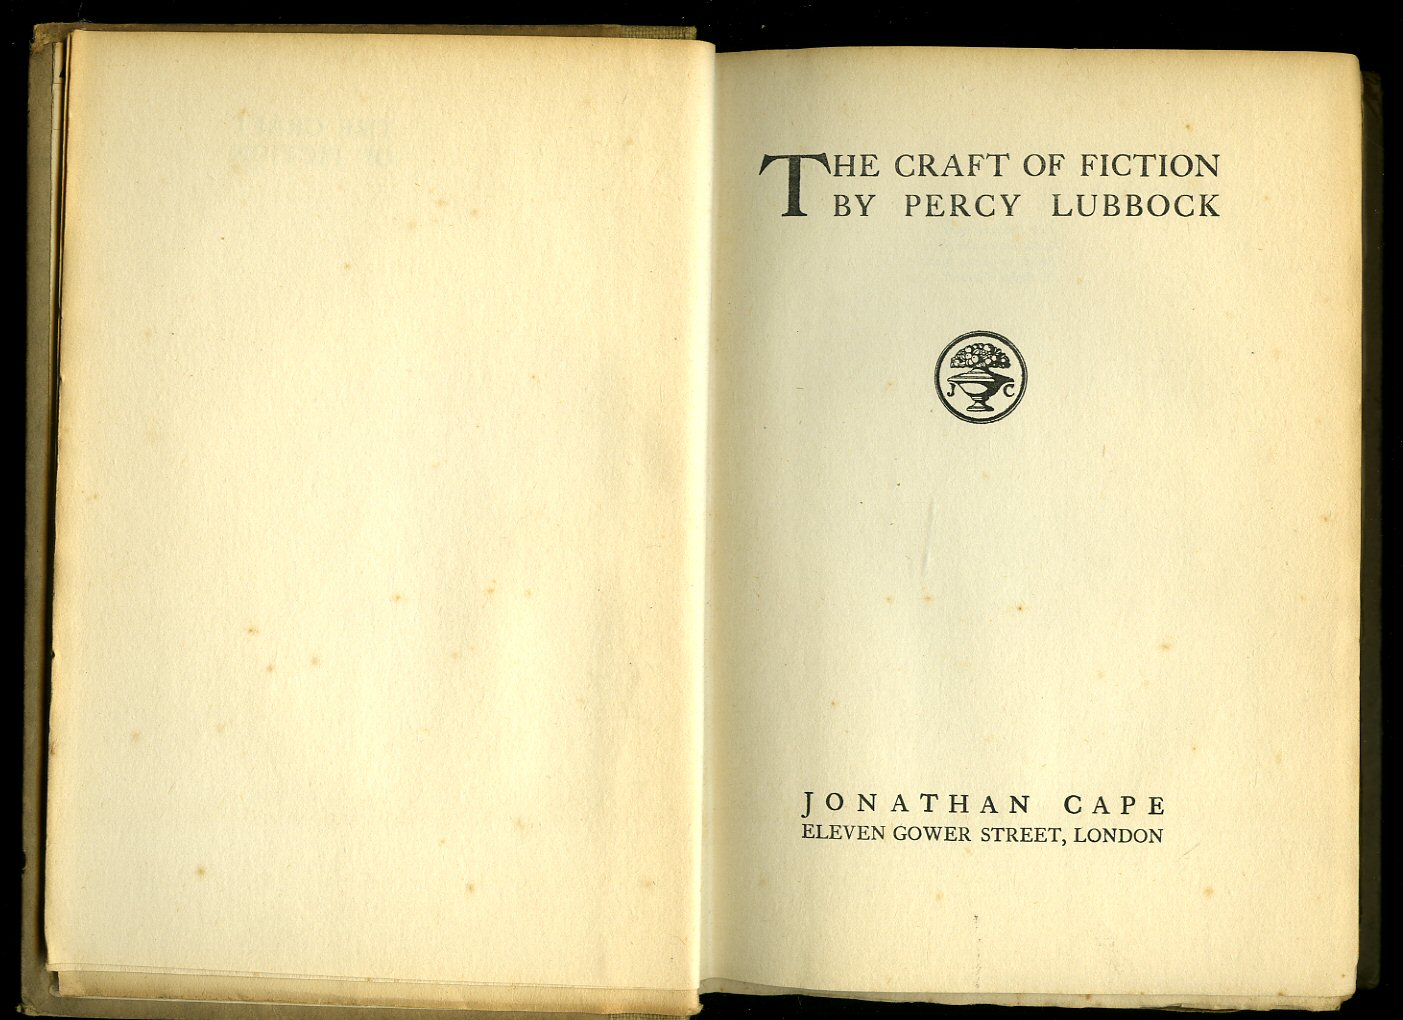 THE CRAFT OF FICTION
BY PERCY LUBBOCK
J C
JONATHAN CAPE
ELEVEN GOWER STREET, LONDON